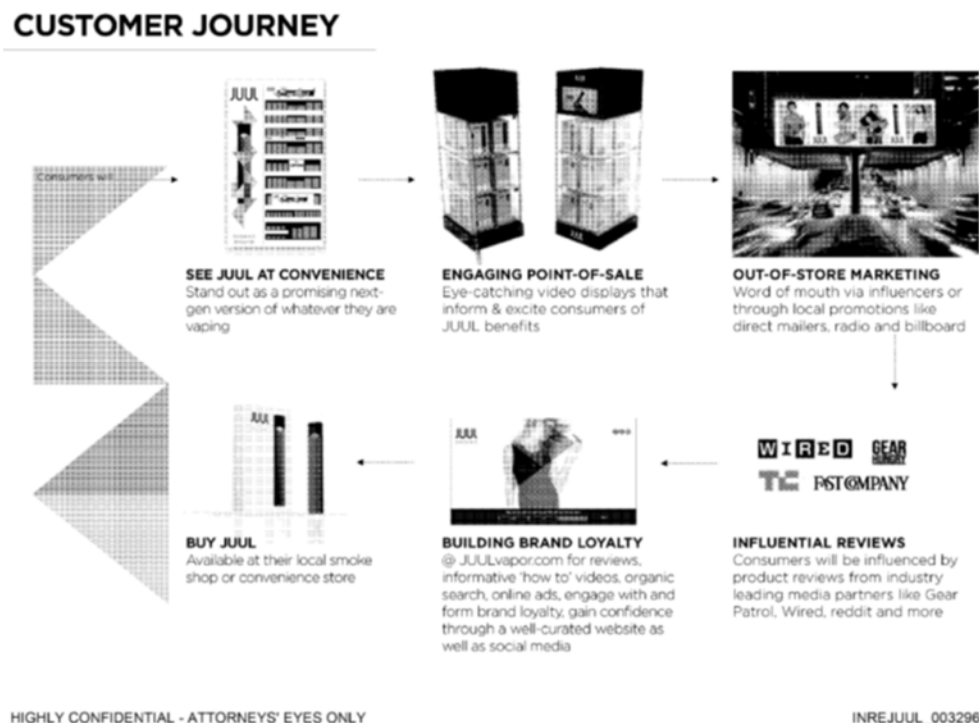 CUSTOMER JOURNEY
Consumers will
JUUL
SEE JUUL AT CONVENIENCE
Stand out as a promising next-
gen version of whatever they are
vaping
JUUL
ENGAGING POINT-OF-SALE
Eye-catching video displays that
inform & excite consumers of
JUUL benefits
OUT-OF-STORE MARKETING
Word of mouth via influencers or
through local promotions like
direct mailers, radio and billboard
JUUL
BUY JUUL
Available at their local smoke
shop or convenience store
JUUL
BUILDING BRAND LOYALTY
@ JUULvapor.com for reviews,
informative 'how to' videos, organic
search, online ads, engage with and
form brand loyalty, gain confidence
through a well-curated website as
well as social media
WIRED GEAR
HUNGRY
TC FAST COMPANY
INFLUENTIAL REVIEWS
Consumers will be influenced by
product reviews from industry
leading media partners like Gear
Patrol, Wired, reddit and more
HIGHLY CONFIDENTIAL - ATTORNEYS' EYES ONLY
INREJUUL_003298